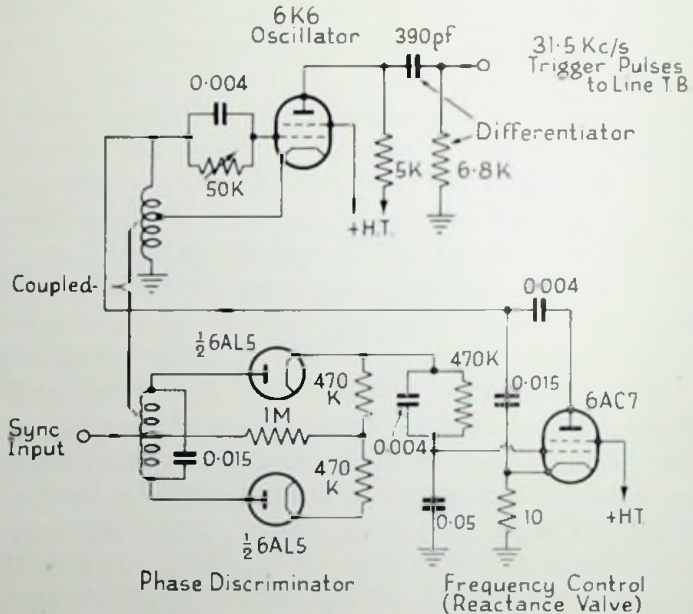 6K6
Oscillator
390pf
31.5 Kc/s
Trigger Pulses
to Line T.B.
0.004
50K
5K
6.8K
Differentiator
+H.T.
Coupled
0.004
½6AL5
470
K
470K
0.015
6AC7
1M
Sync
Input
0.015
470
K
0.004
0.05
10
+HT.
½6AL5
Phase Discriminator
Frequency Control
(Reactance Valve)